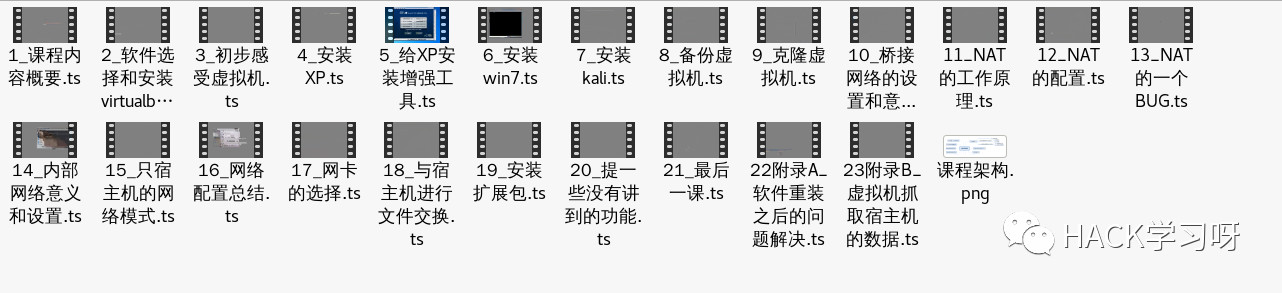 1_课程内容概要.ts
2_软件选择和安装virtualb…
3_初步感受虚拟机.ts
4_安装XP.ts
5_给XP安装增强工具.ts
6_安装win7.ts
7_安装kali.ts
8_备份虚拟机.ts
9_克隆虚拟机.ts
10_桥接网络的设置和意...
11_NAT的工作原理.ts
12_NAT的配置.ts
13_NAT的一个BUG.ts
14_内部网络意义和设置.ts
15_只宿主机的网络模式.ts
16_网络配置总结.ts
17_网卡的选择.ts
18_与宿主机进行文件交换.ts
19_安装扩展包.ts
20_提一些没有讲到的功能.ts
21_最后一课.ts
22附录A_软件重装之后的问题解决.ts
23附录B_虚拟机抓取宿主机的数据.ts
课程架构.png
HACK学习呀